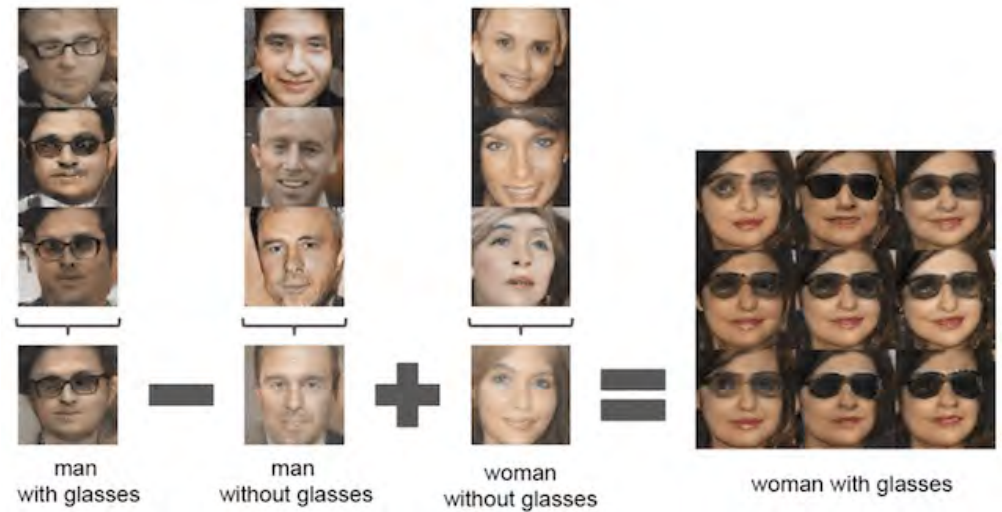 man
with glasses
man
without glasses
woman
without glasses
woman with glasses